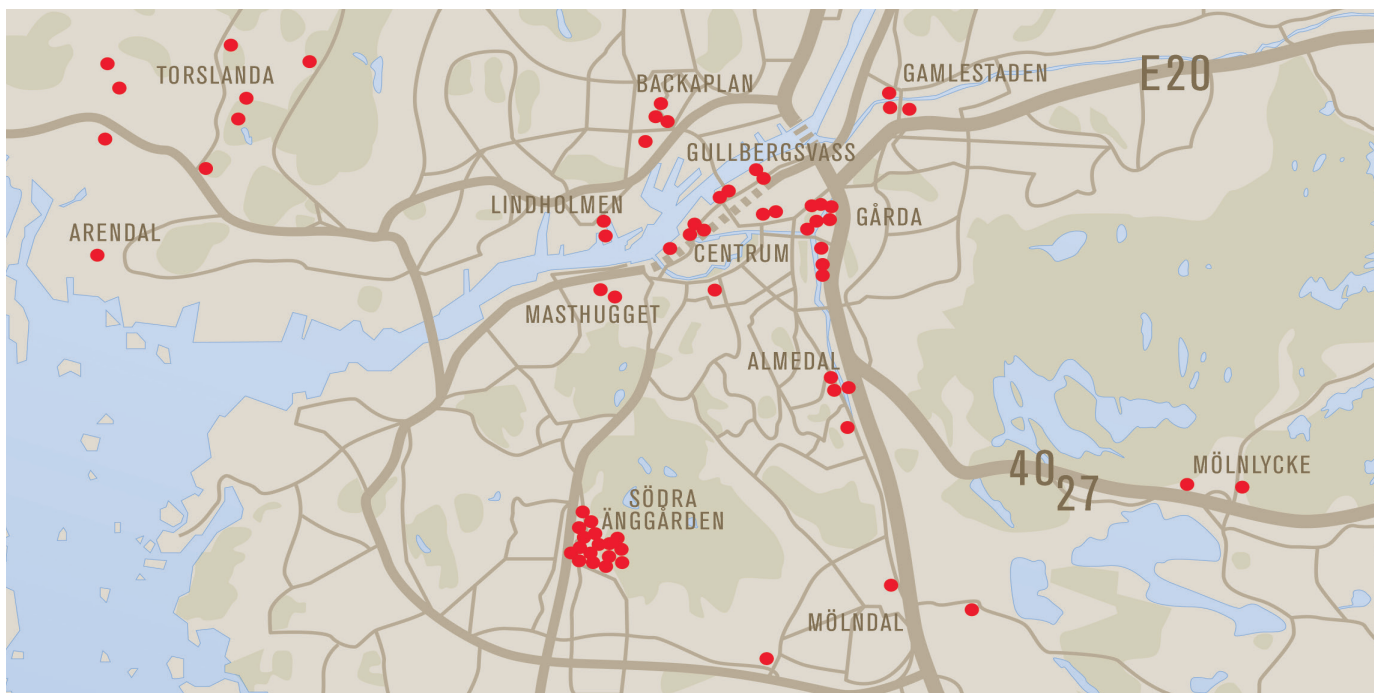 TORSLANDA
BACKAPLAN
GAMLESTADEN
E20
GULLBERGSVASS
LINDHOLMEN
GÅRDA
ARENDAL
CENTRUM
MASTHUGGET
ALMEDAL
40
27
MÖLNLYCKE
SÖDRA
ÄNGGÅRDEN
MÖLNDAL